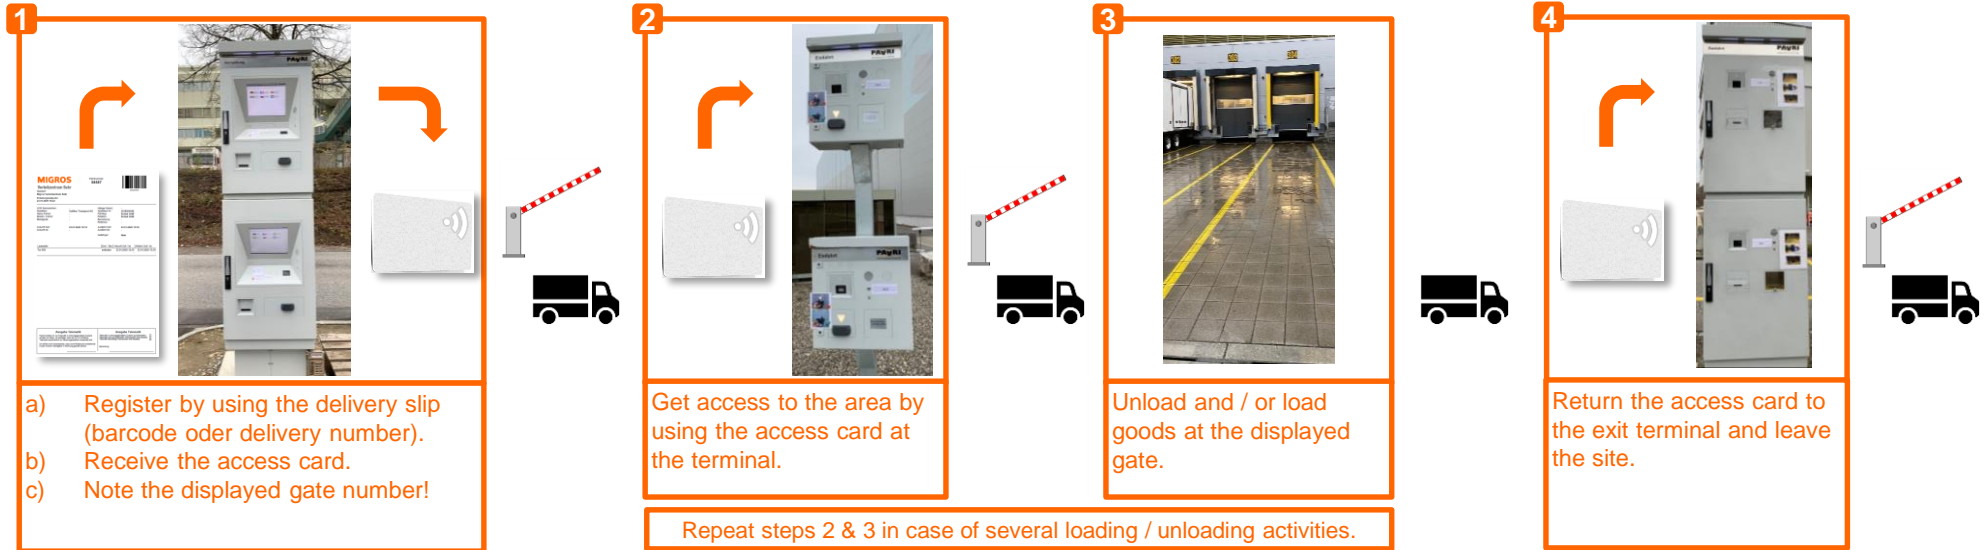 1
MIGROS
PAYRI
a) Register by using the delivery slip
(barcode oder delivery number).
b) Receive the access card.
c) Note the displayed gate number!
2
Einfahrt
Einfahrt
Get access to the area by
using the access card at
the terminal.
3
Unload and / or load
goods at the displayed
gate.
Repeat steps 2 & 3 in case of several loading / unloading activities.
4
Return the access card to
the exit terminal and leave
the site.